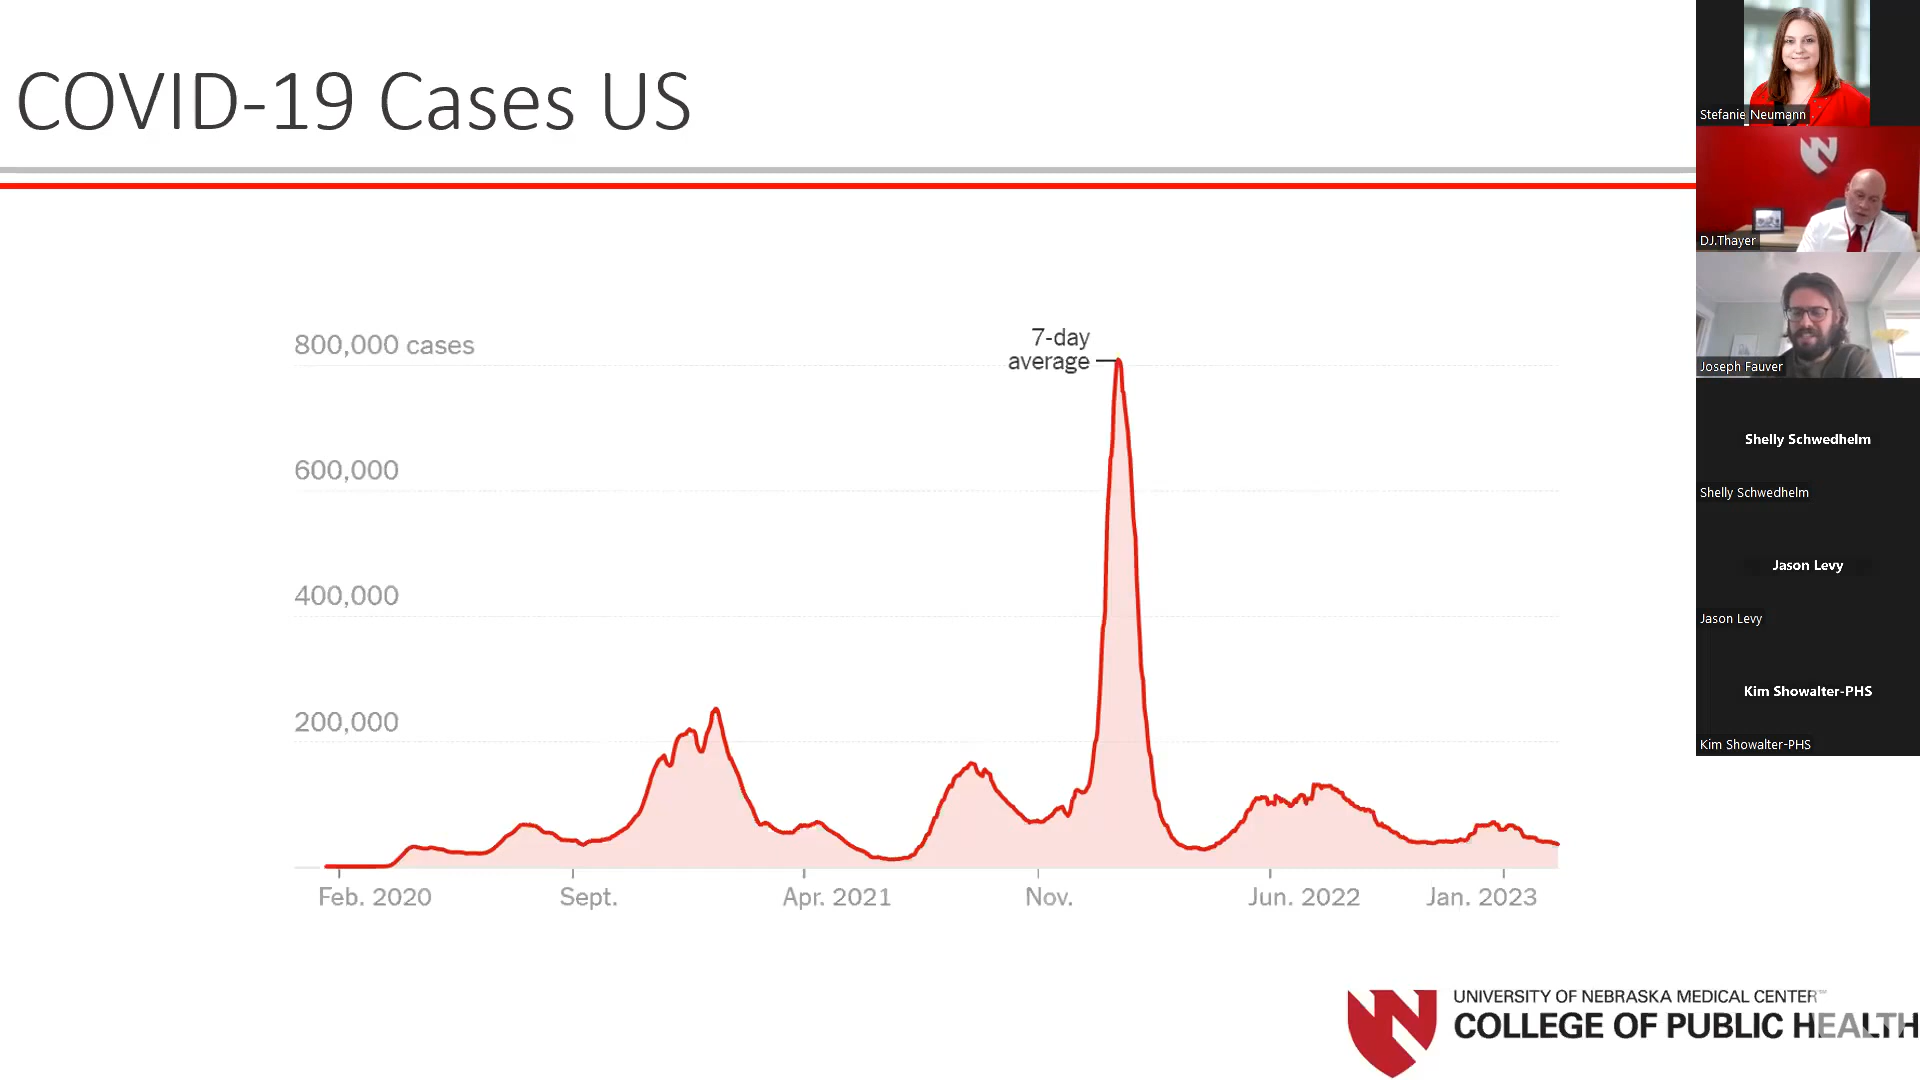 COVID-19 Cases US
800,000 cases
7-day
average
600,000
400,000
200,000
Feb. 2020
Sept.
Apr. 2021
Nov.
Jun. 2022
Jan. 2023
UNIVERSITY OF NEBRASKA MEDICAL CENTER™
COLLEGE OF PUBLIC HEALTH
Stefanie Neumann
DJ.Thayer
Joseph Fauver
Shelly Schwedhelm
Shelly Schwedhelm
Jason Levy
Jason Levy
Kim Showalter-PHS
Kim Showalter-PHS